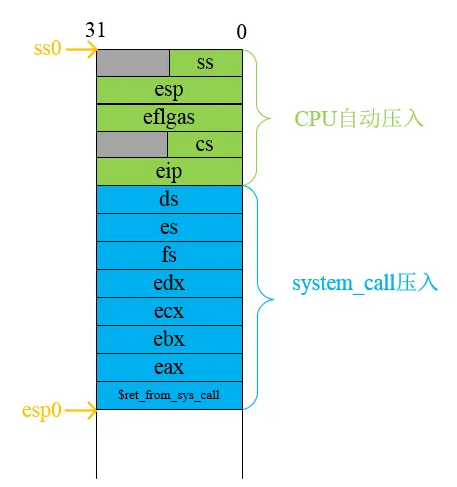 31 0
ss0
ss
esp
eflgas
CPU自动压入
cs
eip
ds
es
fs
edx
system_call压入
ecx
ebx
eax
$ret_from_sys_call
esp0